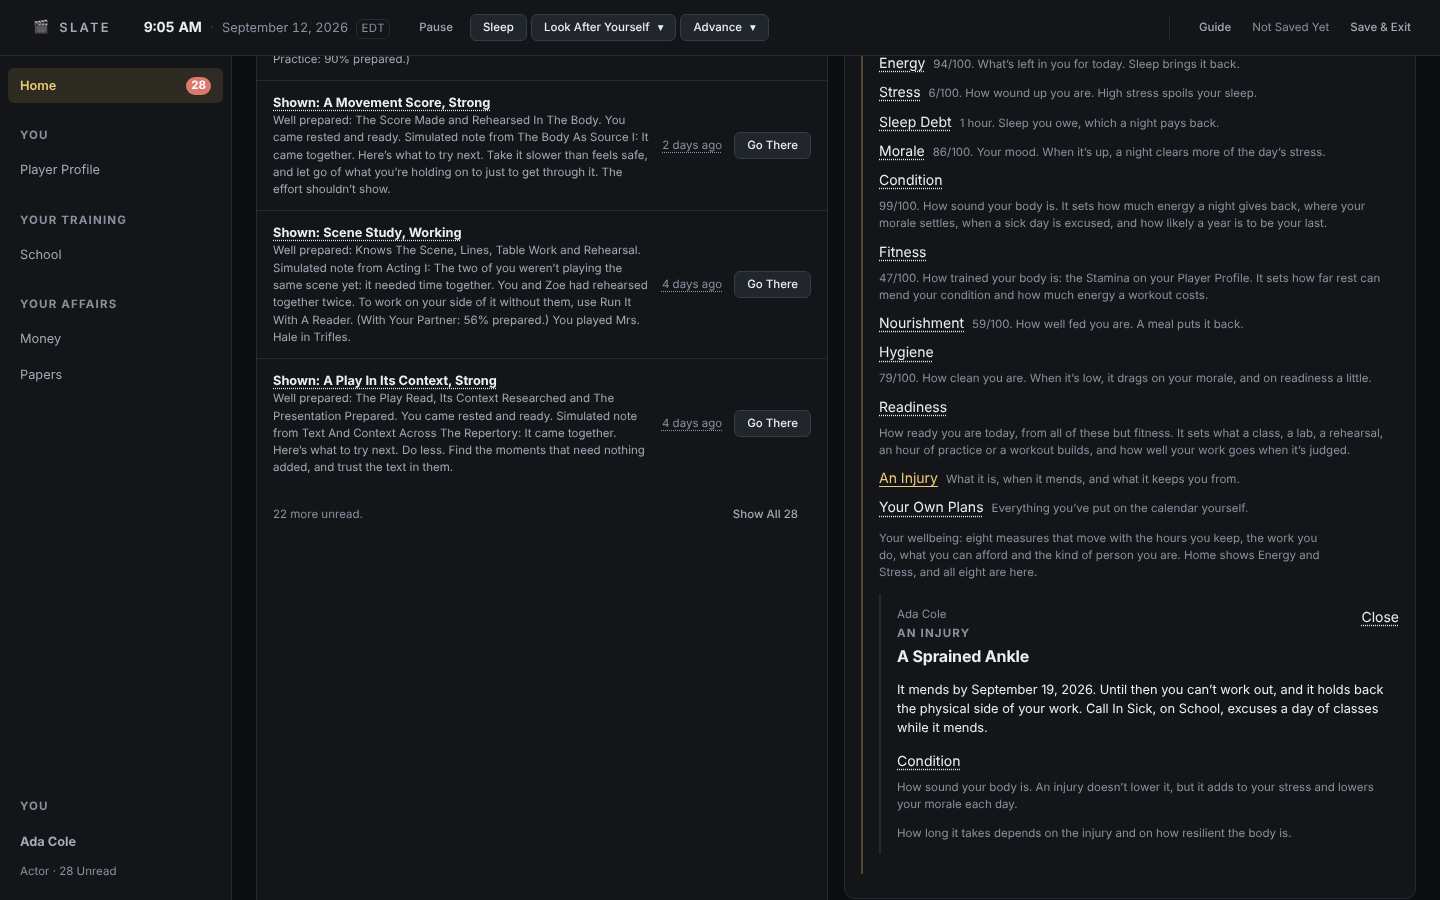 SLATE
9:05 AM · September 12, 2026 EDT
Pause
Sleep
Look After Yourself ▾
Advance ▾
Guide
Not Saved Yet
Save & Exit
Home 28
YOU
Player Profile
YOUR TRAINING
School
YOUR AFFAIRS
Money
Papers
YOU
Ada Cole
Actor · 28 Unread
Practice: 90% prepared.)
Shown: A Movement Score, Strong
Well prepared: The Score Made and Rehearsed In The Body. You
came rested and ready. Simulated note from The Body As Source I: It
came together. Here's what to try next. Take it slower than feels safe,
and let go of what you're holding on to just to get through it. The
effort shouldn't show.
2 days ago
Go There
Shown: Scene Study, Working
Well prepared: Knows The Scene, Lines, Table Work and Rehearsal.
Simulated note from Acting I: The two of you weren't playing the
same scene yet: it needed time together. You and Zoe had rehearsed
together twice. To work on your side of it without them, use Run It
With A Reader. (With Your Partner: 56% prepared.) You played Mrs.
Hale in Trifles.
4 days ago
Go There
Shown: A Play In Its Context, Strong
Well prepared: The Play Read, Its Context Researched and The
Presentation Prepared. You came rested and ready. Simulated note
from Text And Context Across The Repertory: It came together.
Here's what to try next. Do less. Find the moments that need nothing
added, and trust the text in them.
4 days ago
Go There
22 more unread.
Show All 28
Energy 94/100. What's left in you for today. Sleep brings it back.
Stress 6/100. How wound up you are. High stress spoils your sleep.
Sleep Debt 1 hour. Sleep you owe, which a night pays back.
Morale 86/100. Your mood. When it's up, a night clears more of the day's stress.
Condition
99/100. How sound your body is. It sets how much energy a night gives back, where your
morale settles, when a sick day is excused, and how likely a year is to be your last.
Fitness
47/100. How trained your body is: the Stamina on your Player Profile. It sets how far rest can
mend your condition and how much energy a workout costs.
Nourishment 59/100. How well fed you are. A meal puts it back.
Hygiene
79/100. How clean you are. When it's low, it drags on your morale, and on readiness a little.
Readiness
How ready you are today, from all of these but fitness. It sets what a class, a lab, a rehearsal,
an hour of practice or a workout builds, and how well your work goes when it's judged.
An Injury What it is, when it mends, and what it keeps you from.
Your Own Plans Everything you've put on the calendar yourself.
Your wellbeing: eight measures that move with the hours you keep, the work you
do, what you can afford and the kind of person you are. Home shows Energy and
Stress, and all eight are here.
Ada Cole
Close
AN INJURY
A Sprained Ankle
It mends by September 19, 2026. Until then you can't work out, and it holds back
the physical side of your work. Call In Sick, on School, excuses a day of classes
while it mends.
Condition
How sound your body is. An injury doesn't lower it, but it adds to your stress and lowers
your morale each day.
How long it takes depends on the injury and on how resilient the body is.